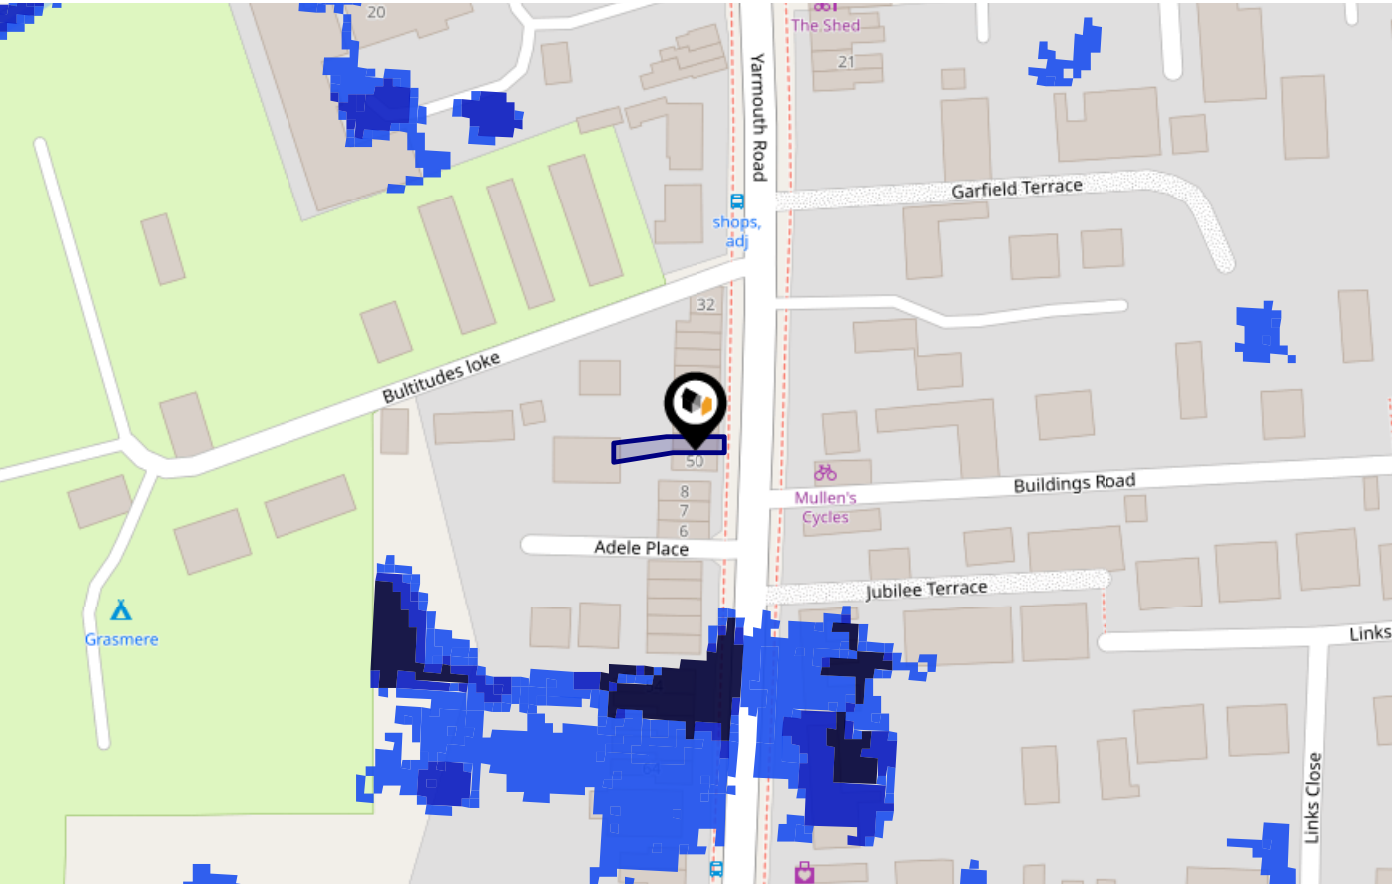 20
The Shed
21
Yarmouth Road
Garfield Terrace
shops,
adj
32
Bultitudes loke
50
8
7
6
Mullen's
Cycles
Buildings Road
Adele Place
Jubilee Terrace
Grasmere
Links
Links Close